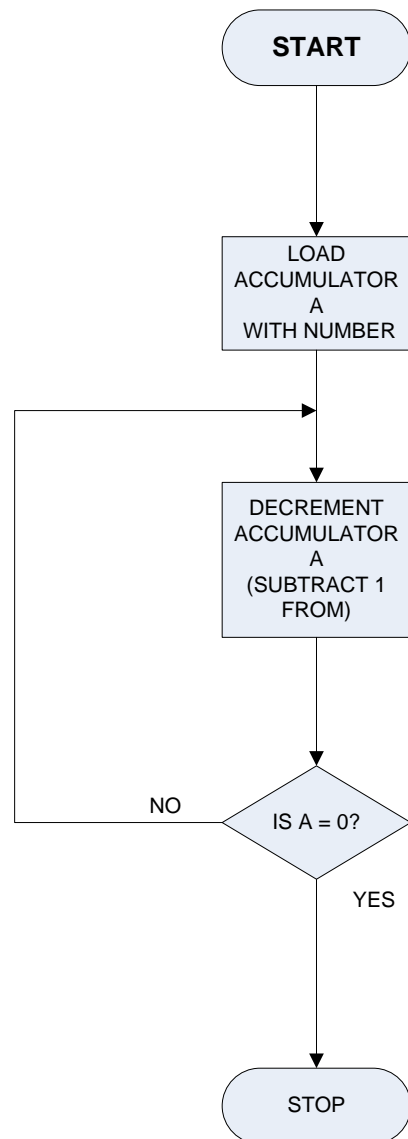 START
LOAD
ACCUMULATOR
A
WITH NUMBER
DECREMENT
ACCUMULATOR
A
(SUBTRACT 1
FROM)
NO
IS A = 0?
YES
STOP